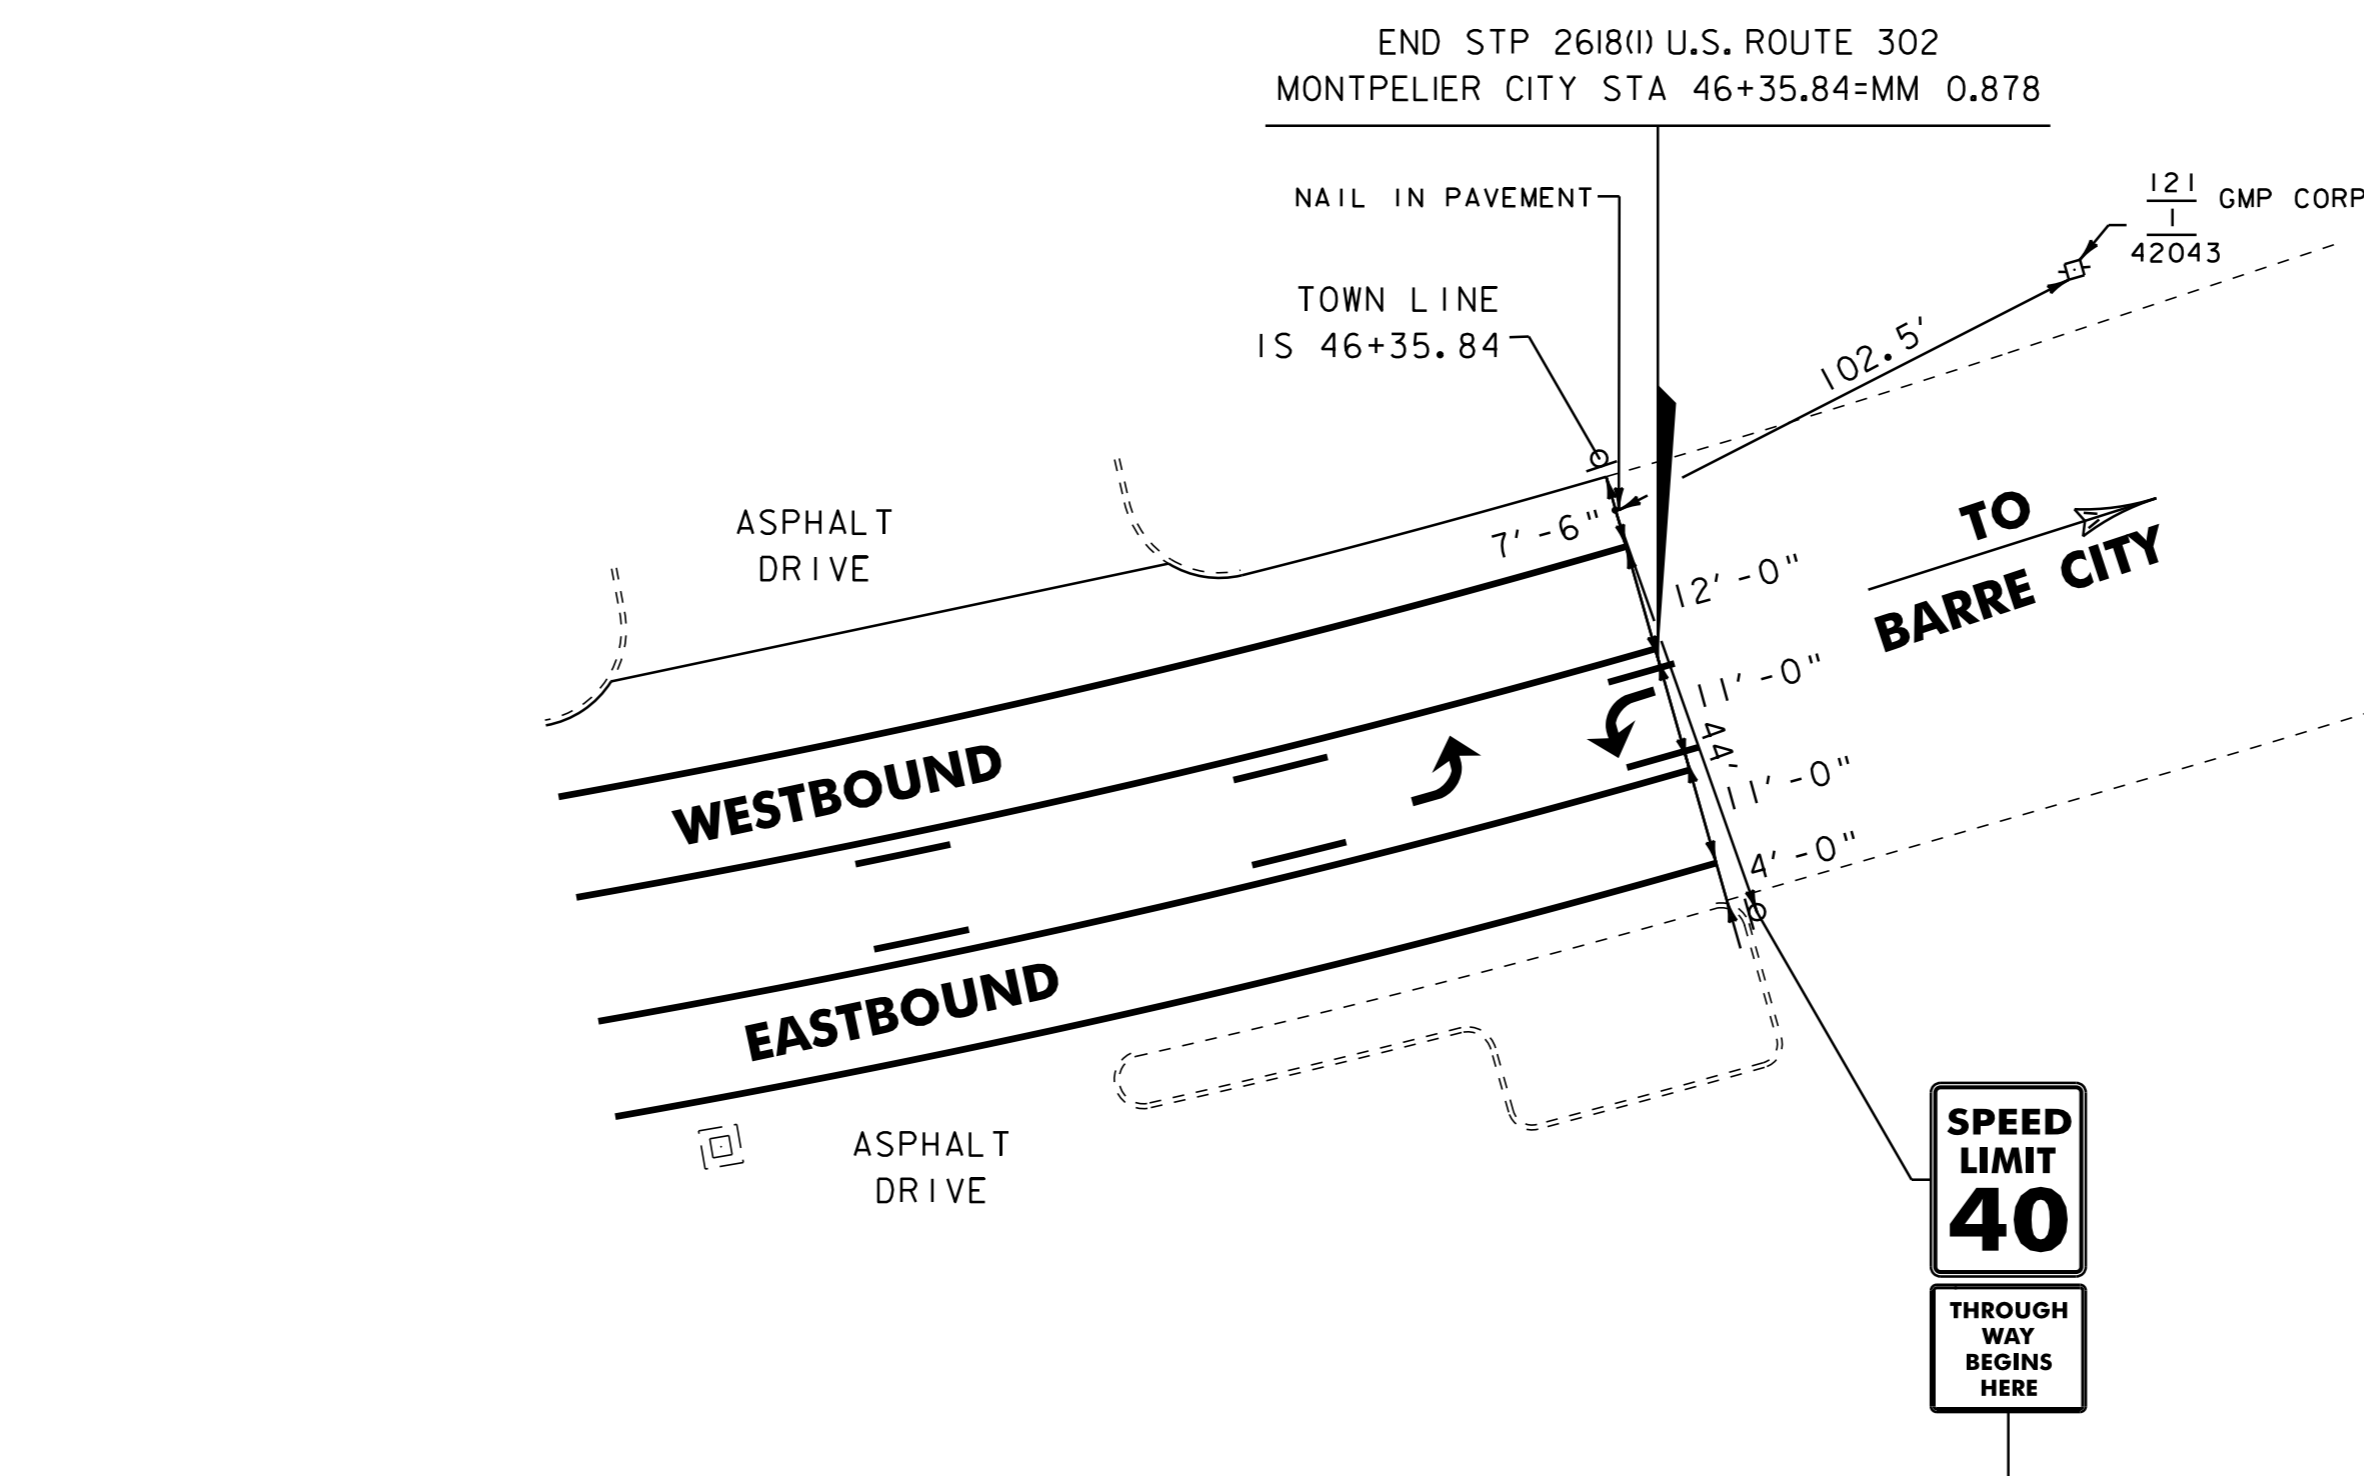 END STP 2618(1) U.S. ROUTE 302
MONTPELIER CITY STA 46+35.84=MM 0.878
NAIL IN PAVEMENT
121
1
42043
GMP CORP
TOWN LINE
IS 46+35.84
102.5'
ASPHALT
DRIVE
7'-6"
12'-0"
TO
BARRE CITY
11'-0"
44'
11'-0"
4'-0"
WESTBOUND
EASTBOUND
ASPHALT
DRIVE
SPEED
LIMIT
40
THROUGH
WAY
BEGINS
HERE